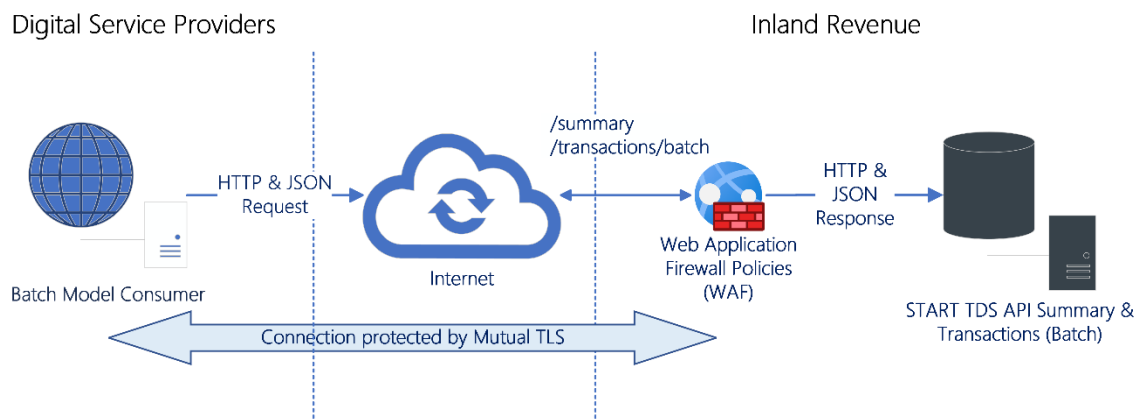 Digital Service Providers
Inland Revenue
/summary
/transactions/batch
HTTP & JSON
Request
HTTP &
JSON
Response
Internet
Web Application
Firewall Policies
(WAF)
Batch Model Consumer
START TDS API Summary &
Transactions (Batch)
Connection protected by Mutual TLS